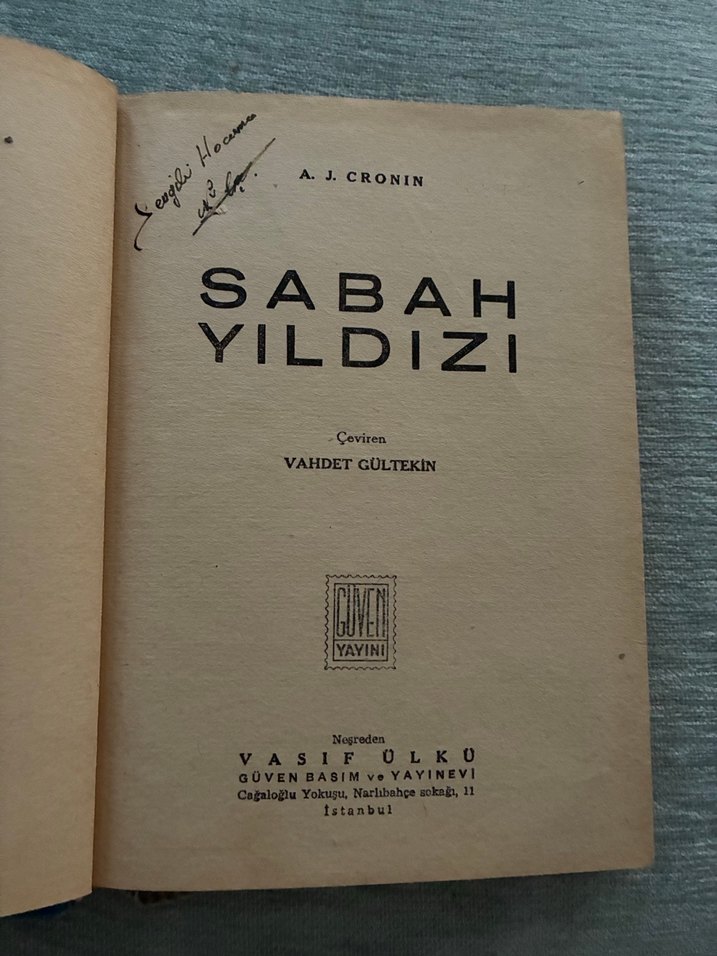 Sevgili Hocama
A. J. CRONIN
SABAH
YILDIZI
Çeviren
VAHDET GÜLTEKİN
GÜVEN
YAYINI
Neşreden
VASIF ÜLKÜ
GÜVEN BASIM ve YAYINEVİ
Cağaloğlu Yokuşu, Narlıbahçe sokağı, 11
İstanbul